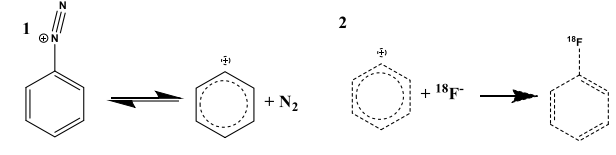 1
N
⊕ N
(+)
+ N₂
2
(+)
+ ¹⁸F⁻
¹⁸F